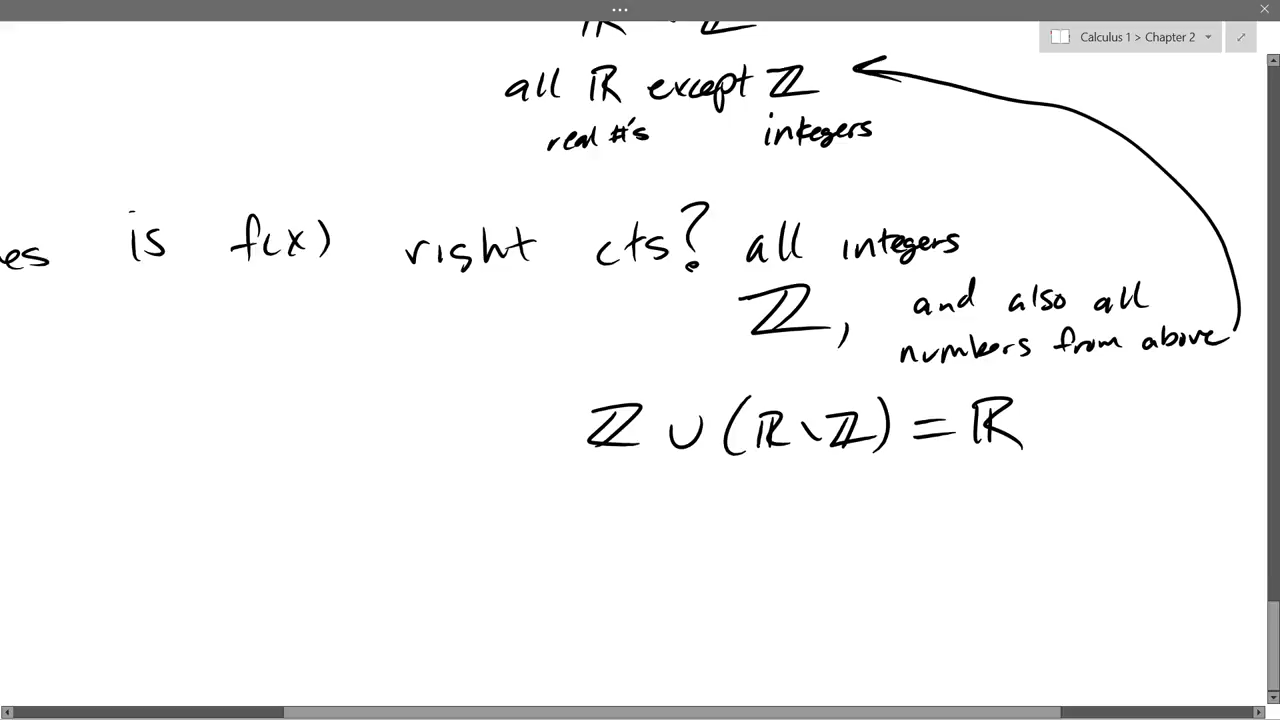 Calculus 1 > Chapter 2
ℝ \ ℤ
all ℝ except ℤ
real #'s integers
is f(x) right cts? all integers
ℤ, and also all
numbers from above
ℤ ∪ (ℝ \ ℤ) = ℝ